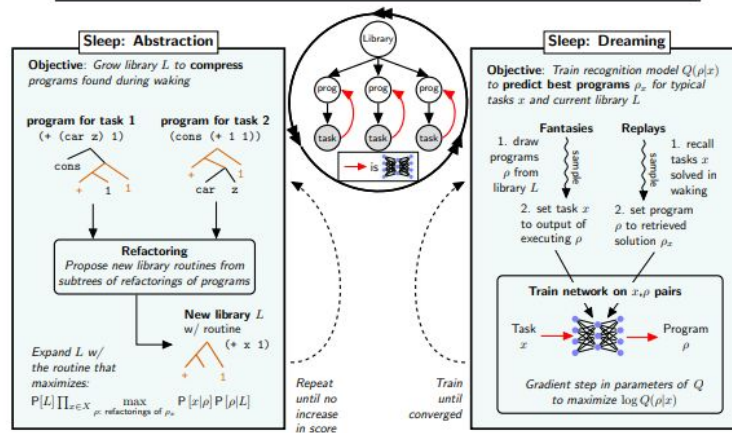 Sleep: Abstraction
Objective: Grow library L to compress
programs found during waking
program for task 1
(+ (car z) 1)
program for task 2
(cons (+ 1 1))
cons
+
1
1
+
1
car
z
Refactoring
Propose new library routines from
subtrees of refactorings of programs
New library L
w/ routine
(+ x 1)
+
1
Expand L w/
the routine that
maximizes:
P[L] ∏x∈X max P[x|ρ] P[ρ|L]
ρ: refactorings of ρx
Library
prog
prog
prog
task
task
task
is
Repeat
until no
increase
in score
Train
until
converged
Sleep: Dreaming
Objective: Train recognition model Q(ρ|x)
to predict best programs ρx for typical
tasks x and current library L
Fantasies
1. draw
programs
ρ from
library L
sample
2. set task x
to output of
executing ρ
Replays
sample
1. recall
tasks x
solved in
waking
2. set program
ρ to retrieved
solution ρx
Train network on x,ρ pairs
Task
x
Program
ρ
Gradient step in parameters of Q
to maximize log Q(ρ|x)